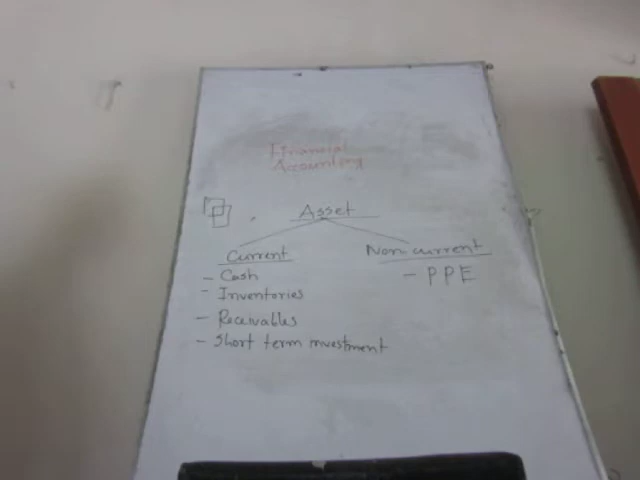 Financial
Accounting
Asset
Current
- Cash
- Inventories
- Receivables
- Short term investment
Non current
- PPE